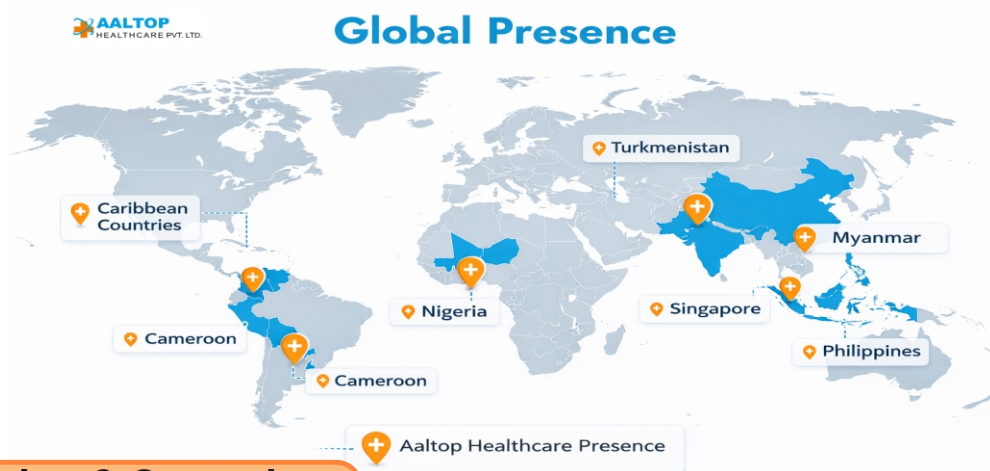 AALTOP
HEALTHCARE PVT. LTD.
Global Presence
Turkmenistan
Caribbean
Countries
Myanmar
Nigeria
Singapore
Cameroon
Philippines
Cameroon
Aaltop Healthcare Presence